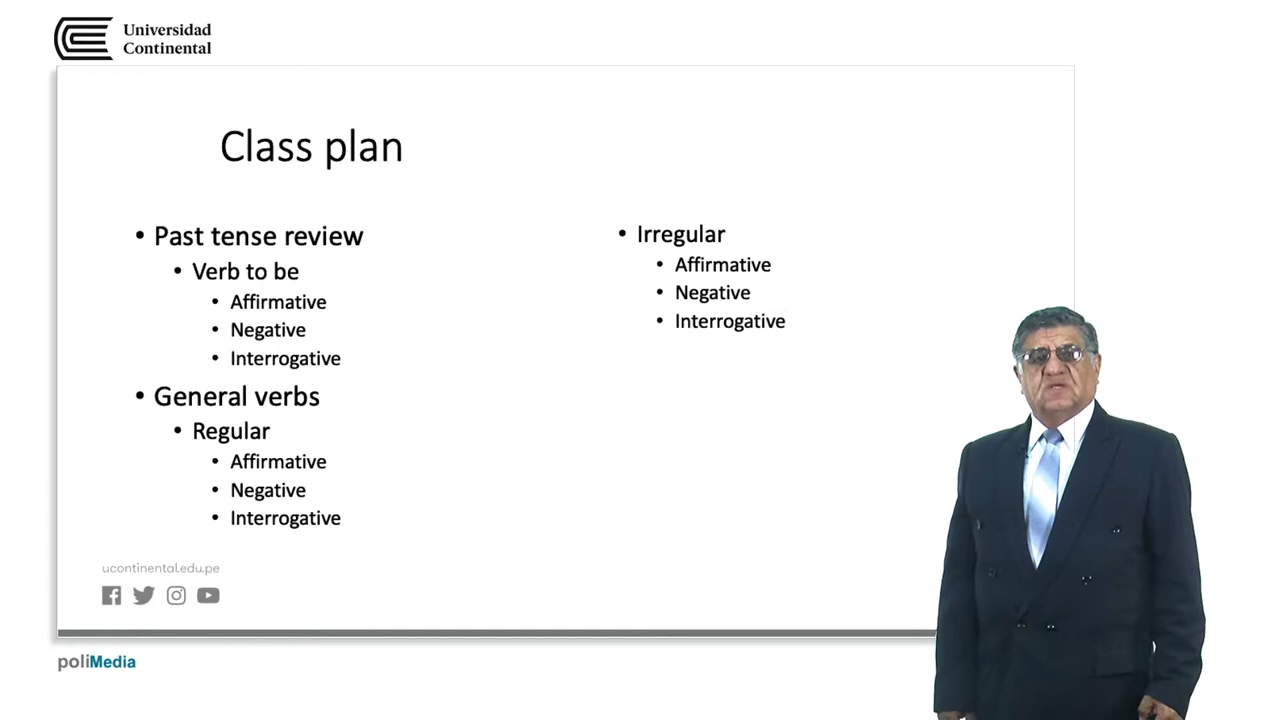 Universidad
Continental
Class plan
• Past tense review
• Verb to be
• Affirmative
• Negative
• Interrogative
• General verbs
• Regular
• Affirmative
• Negative
• Interrogative
• Irregular
• Affirmative
• Negative
• Interrogative
ucontinental.edu.pe
poliMedia